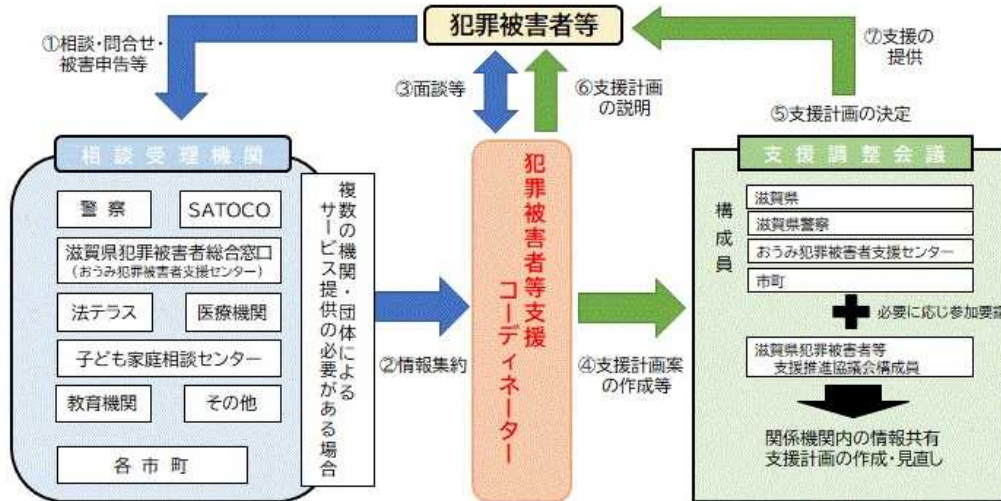 犯罪被害者等
①相談・問合せ・
被害申告等
③面談等
⑥支援計画
の説明
⑦支援の
提供
⑤支援計画の決定
相談受理機関
警察
SATOCO
滋賀県犯罪被害者総合窓口
(おうみ犯罪被害者支援センター)
法テラス
医療機関
子ども家庭相談センター
教育機関
その他
各市町
複数の機関・団体による
サービス提供の必要がある場合
②情報集約
犯罪被害者等支援
コーディネーター
④支援計画案
の作成等
支援調整会議
構成員
滋賀県
滋賀県警察
おうみ犯罪被害者支援センター
市町
必要に応じ参加要請
滋賀県犯罪被害者等
支援推進協議会構成員
関係機関内の情報共有
支援計画の作成・見直し